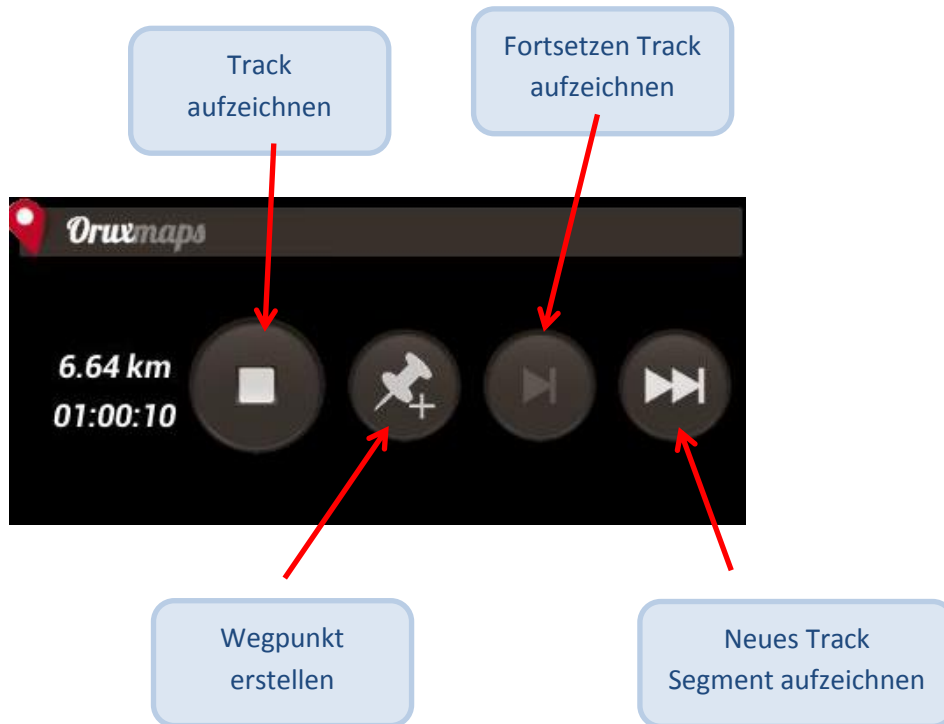 Track
aufzeichnen
Fortsetzen Track
aufzeichnen
Oruxmaps
6.64 km
01:00:10
Wegpunkt
erstellen
Neues Track
Segment aufzeichnen